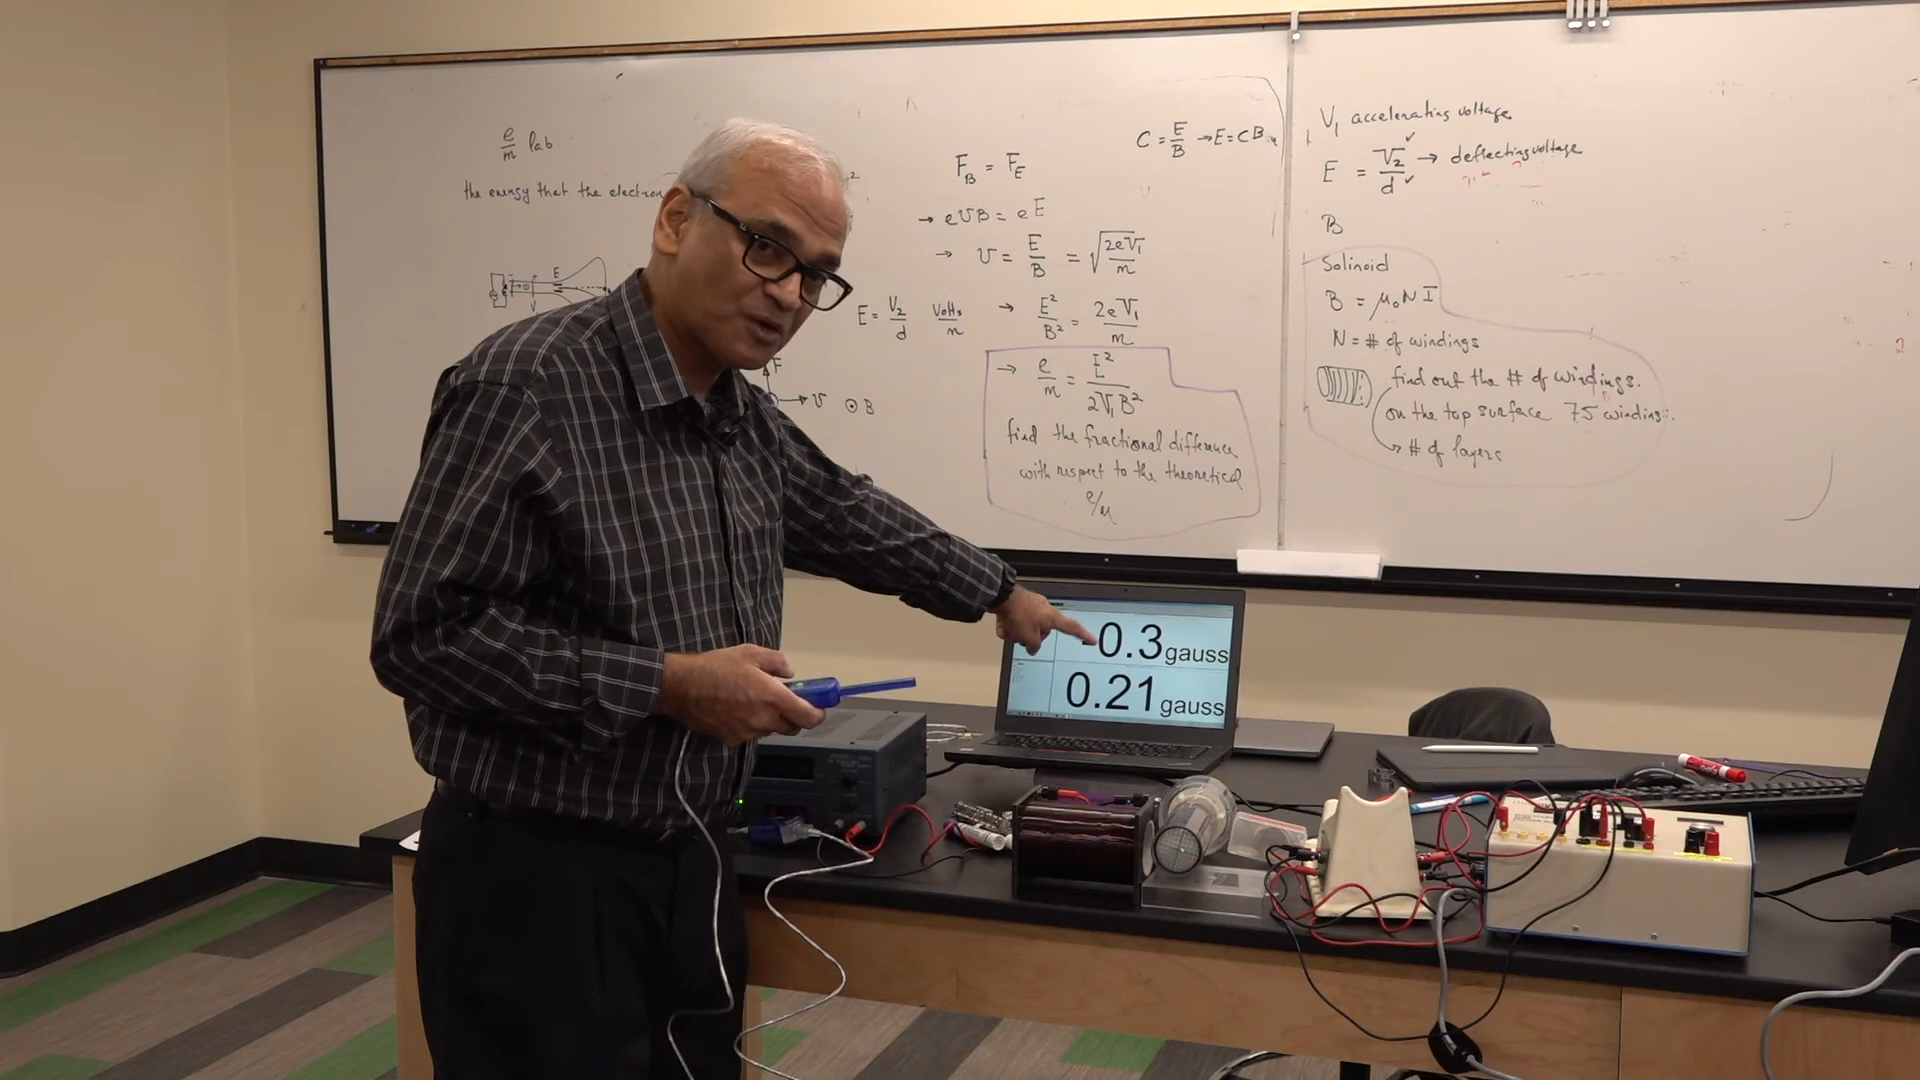 e/m lab
the energy that the electron
E
V
F
V
B
F_B = F_E
→ eVB = eE
→ V = E/B = √(2eV₁/m)
E = V₂/d Volts/m
→ E²/B² = 2eV₁/m
→ e/m = E²/2V₁B²
find the fractional difference
with respect to the theoretical
e/m
C = E/B → E = CB
V₁ accelerating voltage
E = V₂/d → deflecting voltage
B
Solinoid
B = μ₀NI
N = # of windings
find out the # of windings.
on the top surface 75 windings.
→ # of layers
-0.3 gauss
0.21 gauss